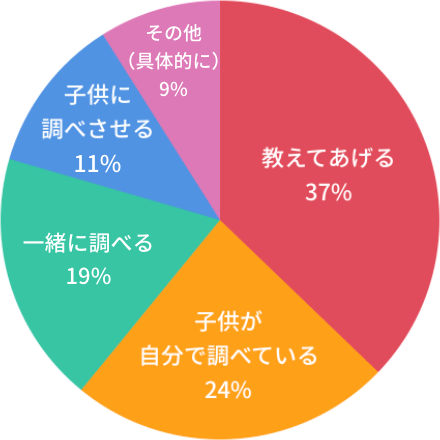 教えてあげる
37%
子供が
自分で調べている
24%
一緒に調べる
19%
子供に
調べさせる
11%
その他
（具体的に）
9%